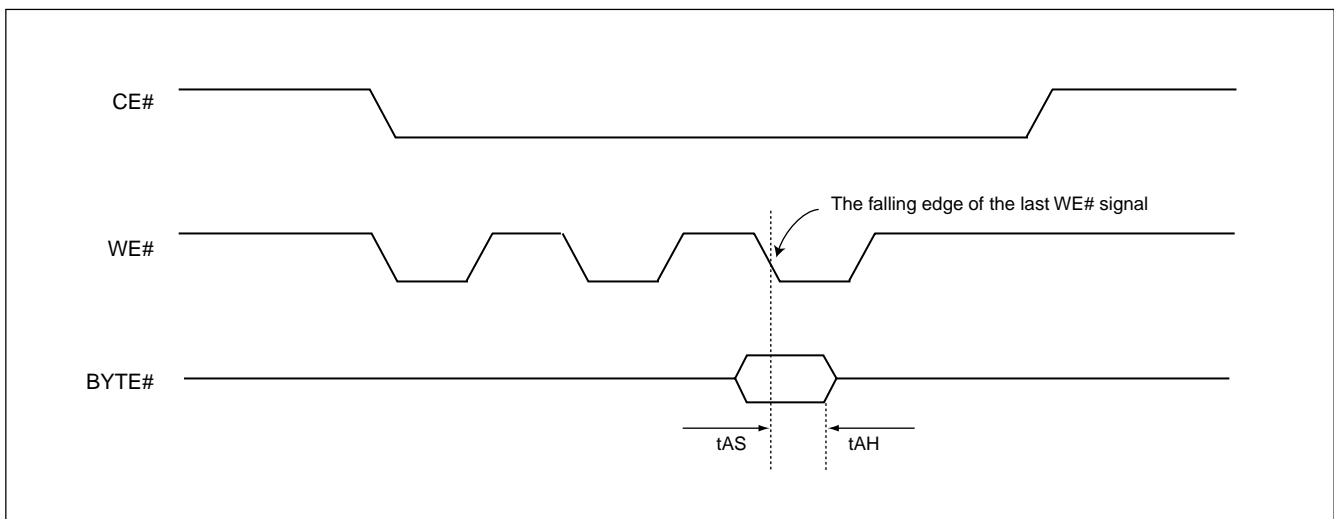 CE#
The falling edge of the last WE# signal
WE#
BYTE#
tAS
tAH